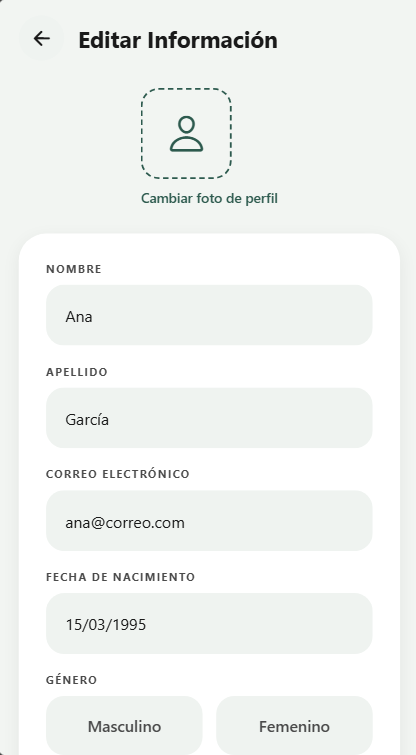 Editar Información
Cambiar foto de perfil
NOMBRE
Ana
APELLIDO
García
CORREO ELECTRÓNICO
ana@correo.com
FECHA DE NACIMIENTO
15/03/1995
GÉNERO
Masculino Femenino